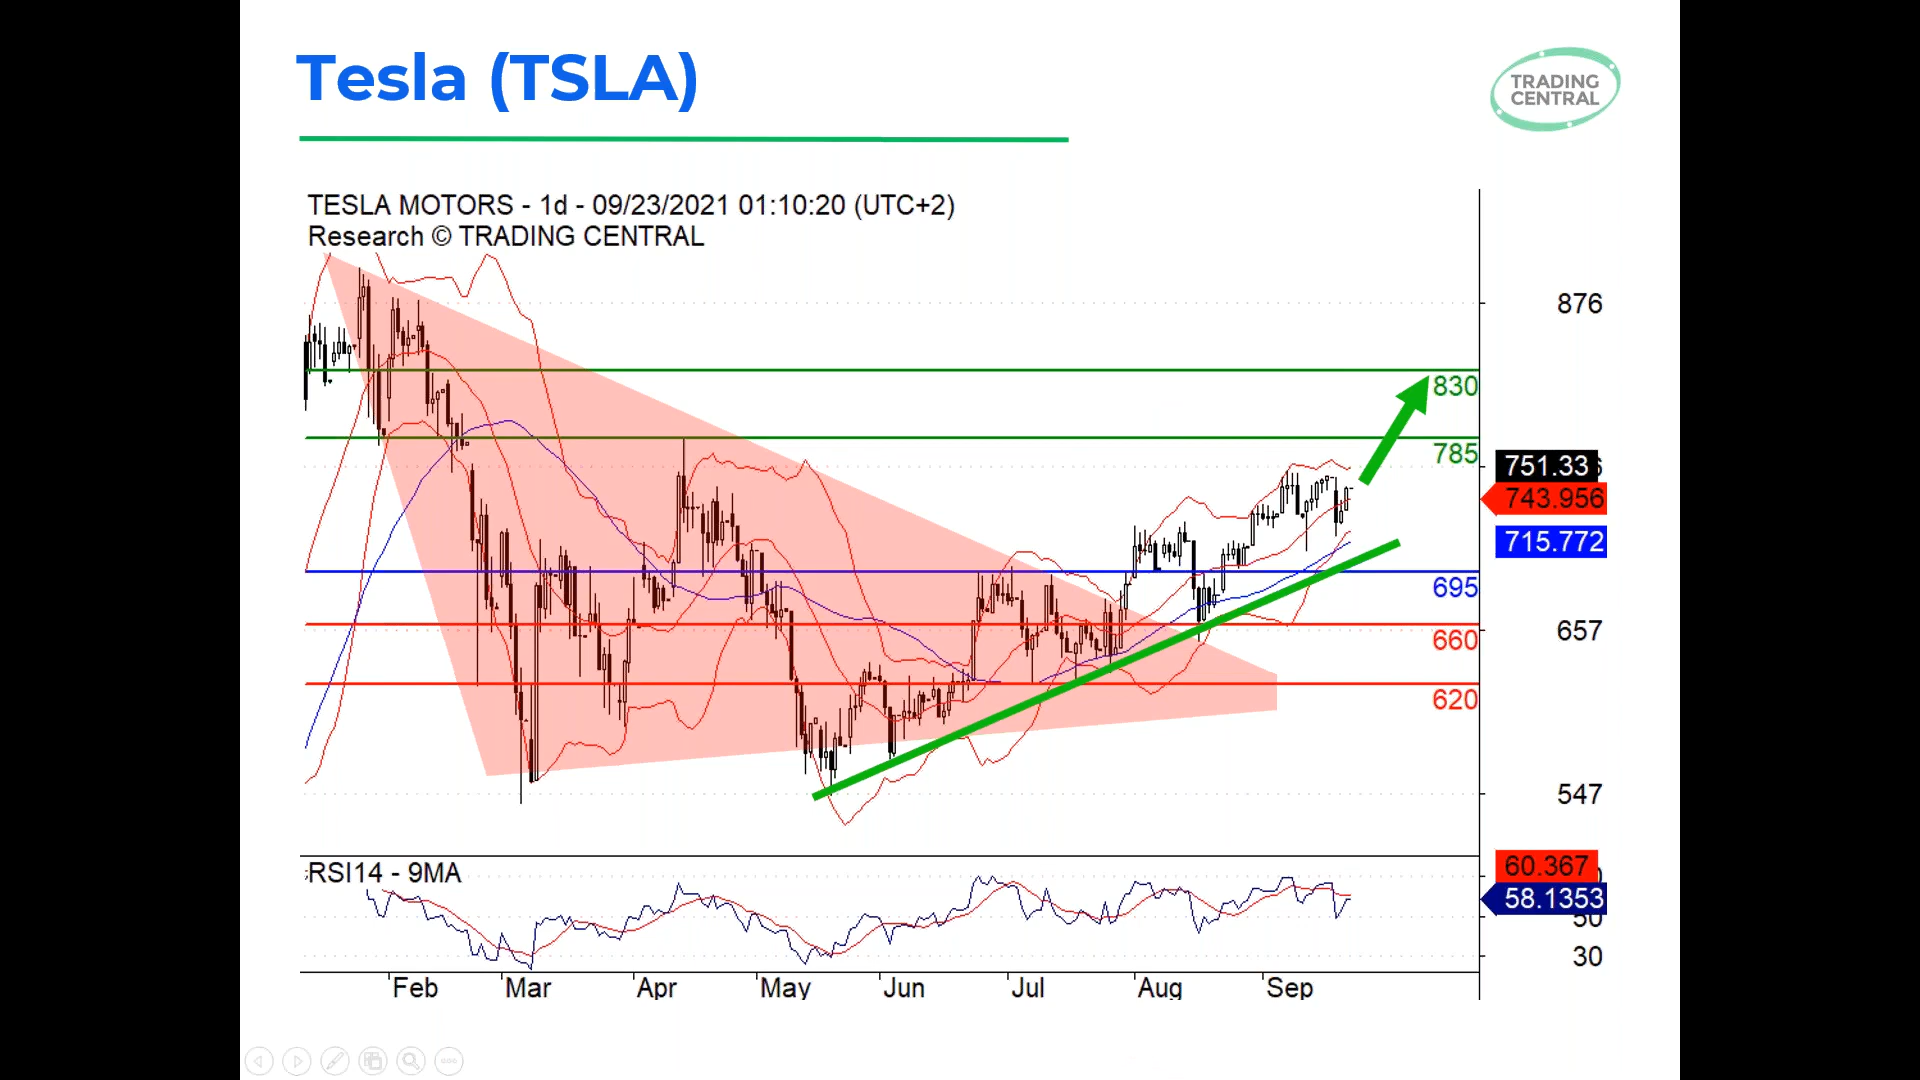 Tesla (TSLA)
TRADING
CENTRAL
TESLA MOTORS - 1d - 09/23/2021 01:10:20 (UTC+2)
Research © TRADING CENTRAL
876
830
785
751.33
743.956
715.772
695
660
657
620
547
RSI14 - 9MA
60.367
58.1353
50
30
Feb Mar Apr May Jun Jul Aug Sep